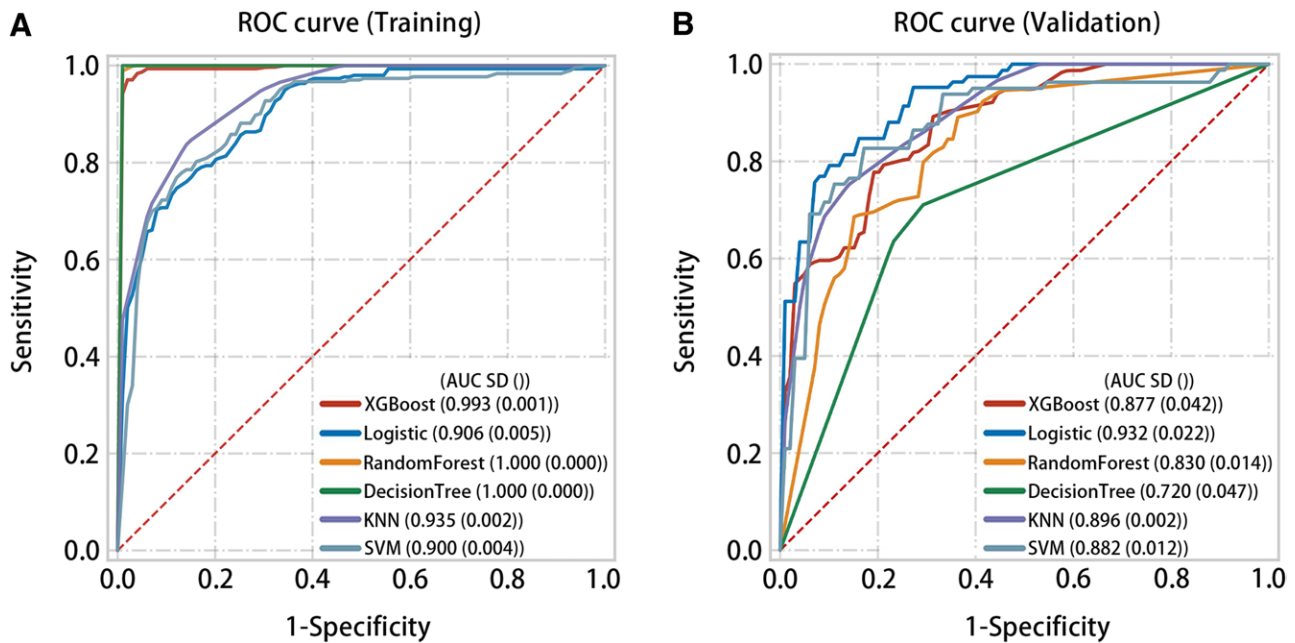 A
ROC curve (Training)
1.0
0.8
0.6
0.4
0.2
0.0
Sensitivity
(AUC SD ())
XGBoost (0.993 (0.001))
Logistic (0.906 (0.005))
RandomForest (1.000 (0.000))
DecisionTree (1.000 (0.000))
KNN (0.935 (0.002))
SVM (0.900 (0.004))
0.0 0.2 0.4 0.6 0.8 1.0
1-Specificity
B
ROC curve (Validation)
1.0
0.8
0.6
0.4
0.2
0.0
Sensitivity
(AUC SD ())
XGBoost (0.877 (0.042))
Logistic (0.932 (0.022))
RandomForest (0.830 (0.014))
DecisionTree (0.720 (0.047))
KNN (0.896 (0.002))
SVM (0.882 (0.012))
0.0 0.2 0.4 0.6 0.8 1.0
1-Specificity